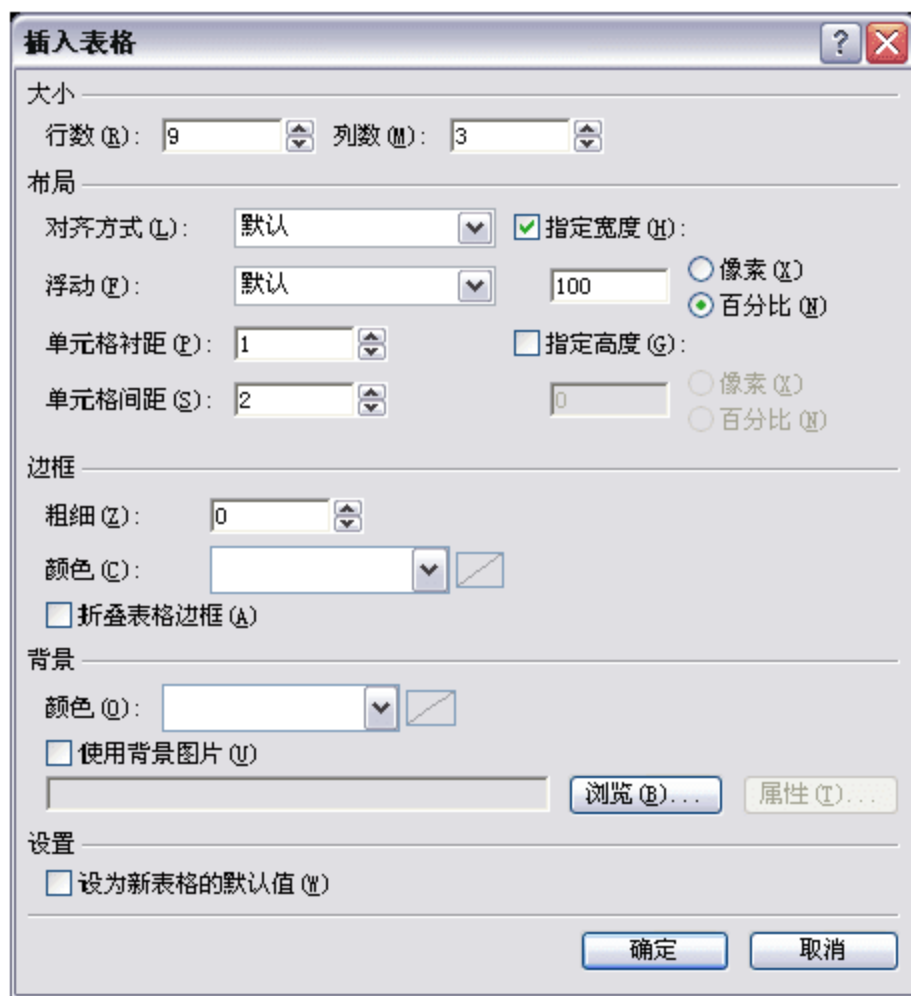 插入表格
大小
行数(R): 9 列数(M): 3
布局
对齐方式(L): 默认 指定宽度(H):
浮动(F): 默认 100 像素(X)
百分比(N)
单元格衬距(P): 1 指定高度(G):
单元格间距(S): 2 0 像素(X)
百分比(N)
边框
粗细(Z): 0
颜色(C):
折叠表格边框(A)
背景
颜色(O):
使用背景图片(U)
浏览(B)... 属性(T)...
设置
设为新表格的默认值(W)
确定 取消